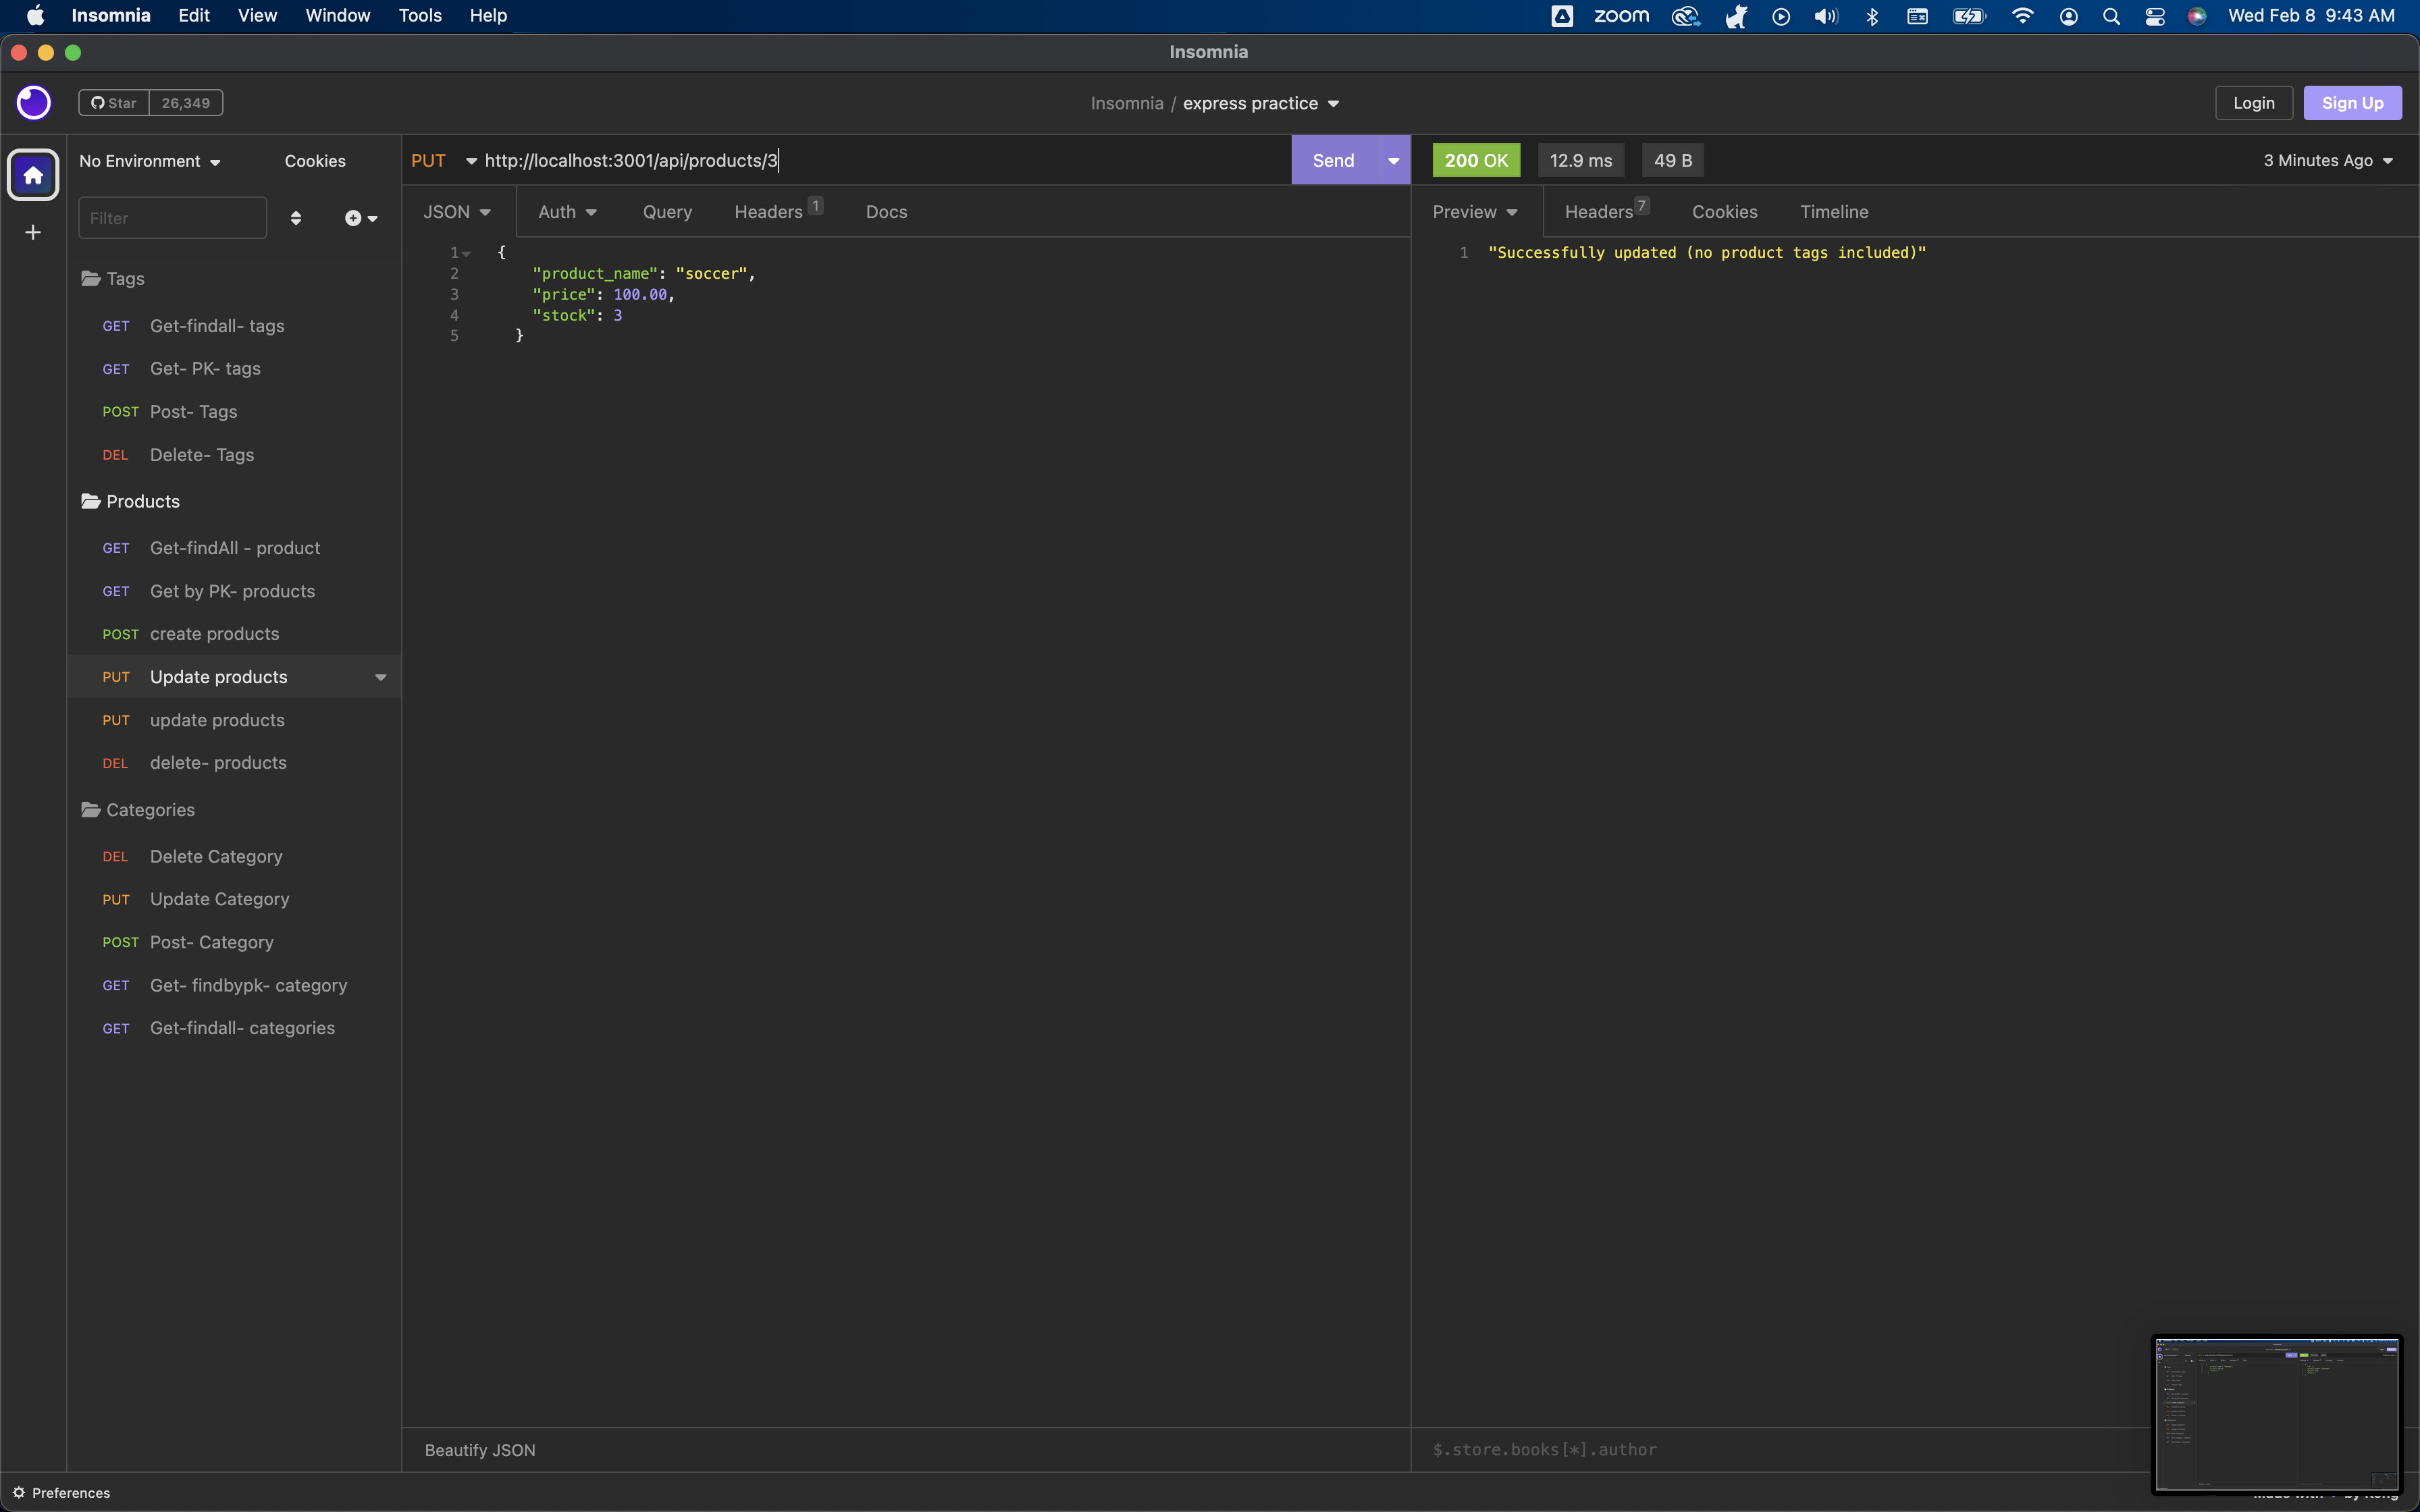 Insomnia Edit View Window Tools Help zoom Wed Feb 8 9:43 AM
Insomnia
Star 26,349 Insomnia / express practice Login Sign Up
No Environment Cookies
Filter
Tags
GET Get-findall- tags
GET Get- PK- tags
POST Post- Tags
DEL Delete- Tags
Products
GET Get-findAll - product
GET Get by PK- products
POST create products
PUT Update products
PUT update products
DEL delete- products
Categories
DEL Delete Category
PUT Update Category
POST Post- Category
GET Get- findbypk- category
GET Get-findall- categories
PUT http://localhost:3001/api/products/3 Send
JSON Auth Query Headers 1 Docs
1 {
2 "product_name": "soccer",
3 "price": 100.00,
4 "stock": 3
5 }
Beautify JSON
200 OK 12.9 ms 49 B 3 Minutes Ago
Preview Headers 7 Cookies Timeline
1 "Successfully updated (no product tags included)"
$.store.books[*].author
Preferences